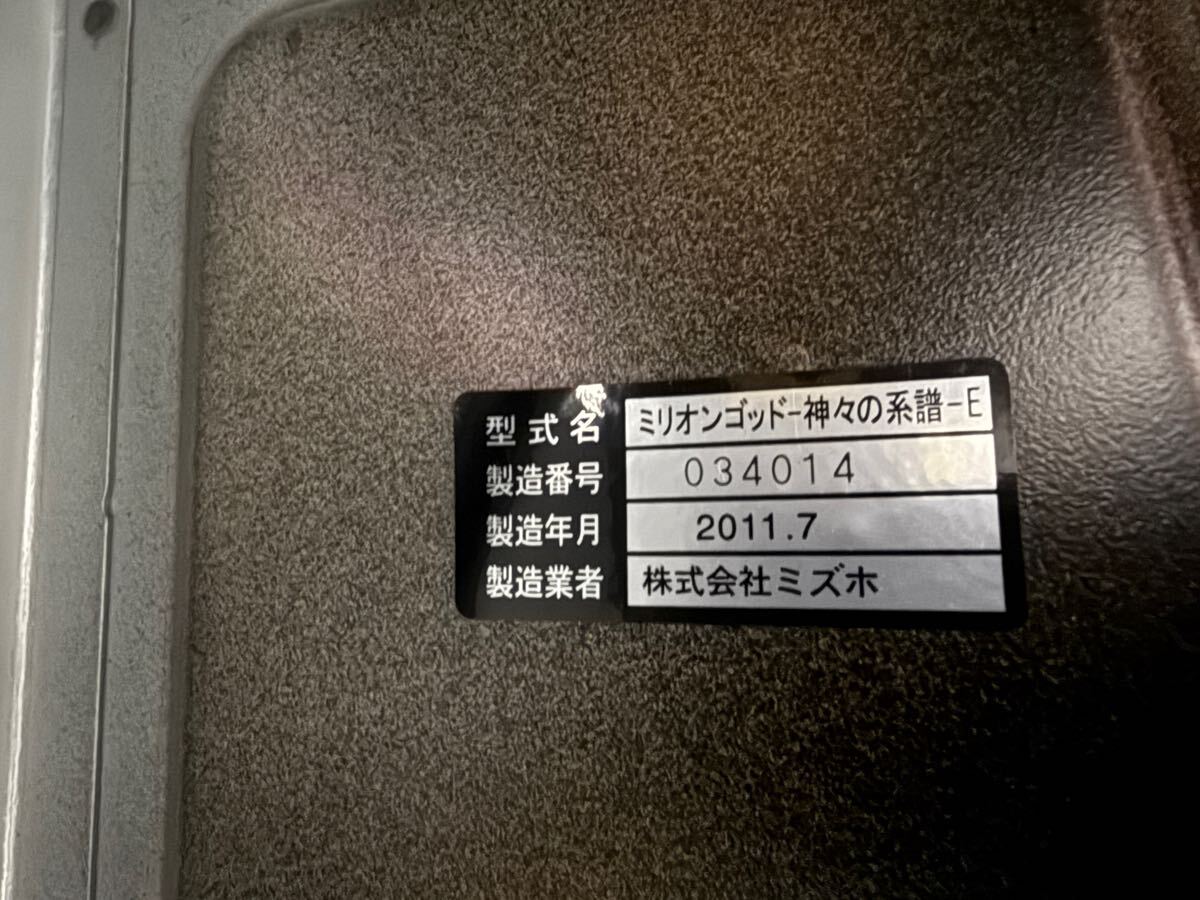 型式名 ミリオンゴッド-神々の系譜-E
製造番号 034014
製造年月 2011.7
製造業者 株式会社ミズホ